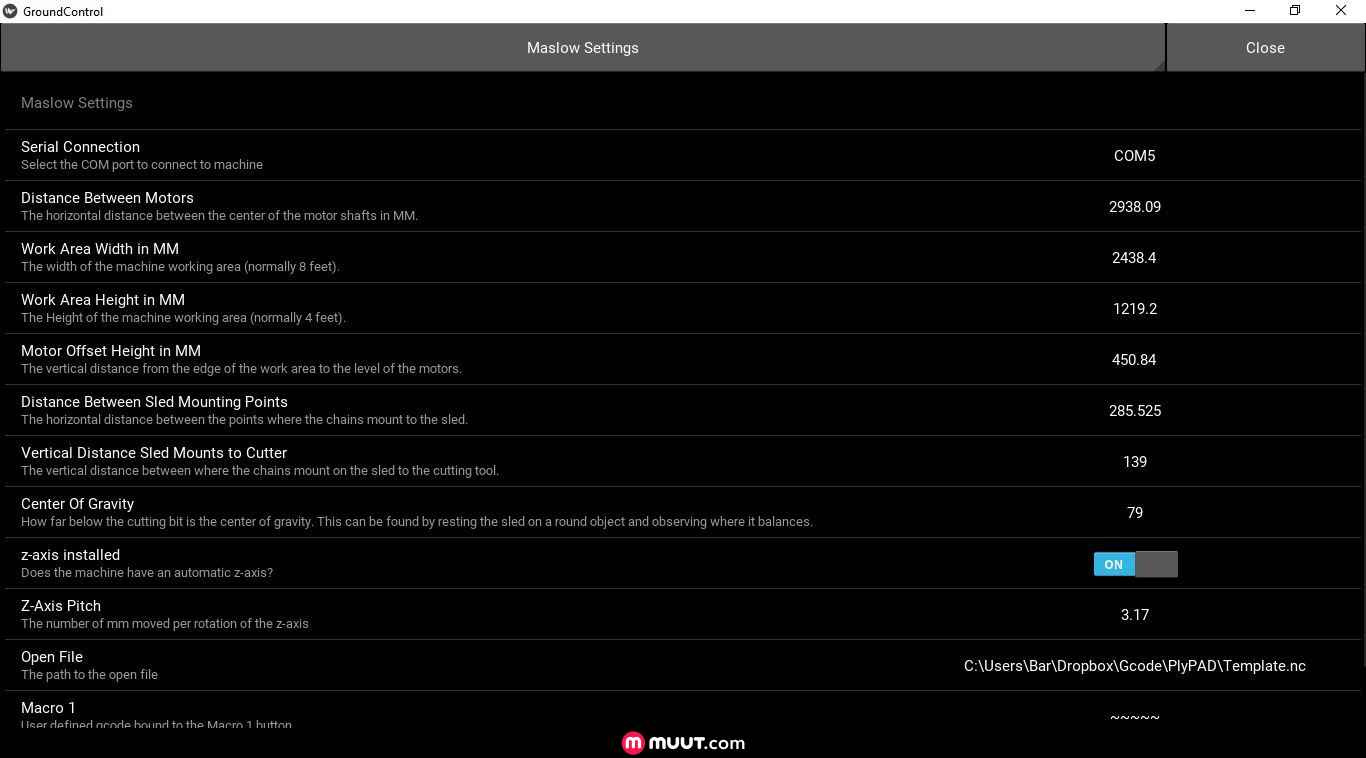 GroundControl
Maslow Settings
Close
Maslow Settings
Serial Connection
Select the COM port to connect to machine
COM5
Distance Between Motors
The horizontal distance between the center of the motor shafts in MM.
2938.09
Work Area Width in MM
The width of the machine working area (normally 8 feet).
2438.4
Work Area Height in MM
The Height of the machine working area (normally 4 feet).
1219.2
Motor Offset Height in MM
The vertical distance from the edge of the work area to the level of the motors.
450.84
Distance Between Sled Mounting Points
The horizontal distance between the points where the chains mount to the sled.
285.525
Vertical Distance Sled Mounts to Cutter
The vertical distance between where the chains mount on the sled to the cutting tool.
139
Center Of Gravity
How far below the cutting bit is the center of gravity. This can be found by resting the sled on a round object and observing where it balances.
79
z-axis installed
Does the machine have an automatic z-axis?
ON
Z-Axis Pitch
The number of mm moved per rotation of the z-axis
3.17
Open File
The path to the open file
C:\Users\Bar\Dropbox\Gcode\PlyPAD\Template.nc
Macro 1
User defined gcode bound to the Macro 1 button
~~~~~
muut.com